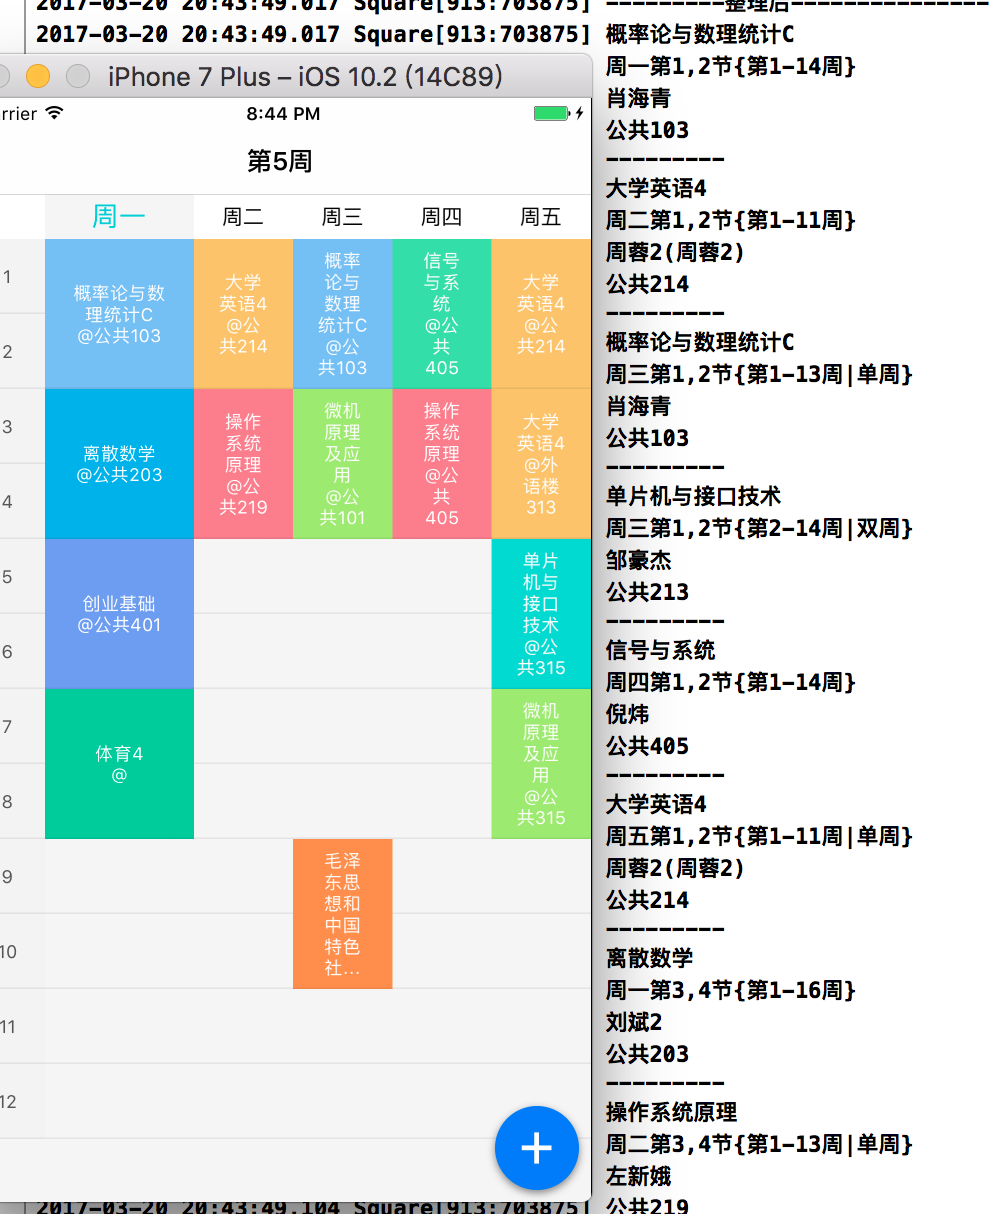 2017-03-20 20:43:49.017 Square[913:703875] ---------整理后---------------
2017-03-20 20:43:49.017 Square[913:703875] 概率论与数理统计C
周一第1,2节{第1-14周}
肖海青
公共103
---------
大学英语4
周二第1,2节{第1-11周}
周蓉2(周蓉2)
公共214
---------
概率论与数理统计C
周三第1,2节{第1-13周|单周}
肖海青
公共103
---------
单片机与接口技术
周三第1,2节{第2-14周|双周}
邹豪杰
公共213
---------
信号与系统
周四第1,2节{第1-14周}
倪炜
公共405
---------
大学英语4
周五第1,2节{第1-11周|单周}
周蓉2(周蓉2)
公共214
---------
离散数学
周一第3,4节{第1-16周}
刘斌2
公共203
---------
操作系统原理
周二第3,4节{第1-13周|单周}
左新娥
公共219
iPhone 7 Plus – iOS 10.2 (14C89)
rrier
8:44 PM
第5周
周一
周二
周三
周四
周五
1
2
3
4
5
6
7
8
9
10
11
12
概率论与数
理统计C
@公共103
大学
英语4
@公
共214
概率
论与
数理
统计C
@公
共103
信号
与系
统
@公
共
405
大学
英语4
@公
共214
离散数学
@公共203
操作
系统
原理
@公
共219
微机
原理
及应
用
@公
共101
操作
系统
原理
@公
共
405
大学
英语4
@外
语楼
313
创业基础
@公共401
单片
机与
接口
技术
@公
共315
体育4
@
微机
原理
及应
用
@公
共315
毛泽
东思
想和
中国
特色
社...
+
2017-03-20 20:43:49.104 Square[913:703875]